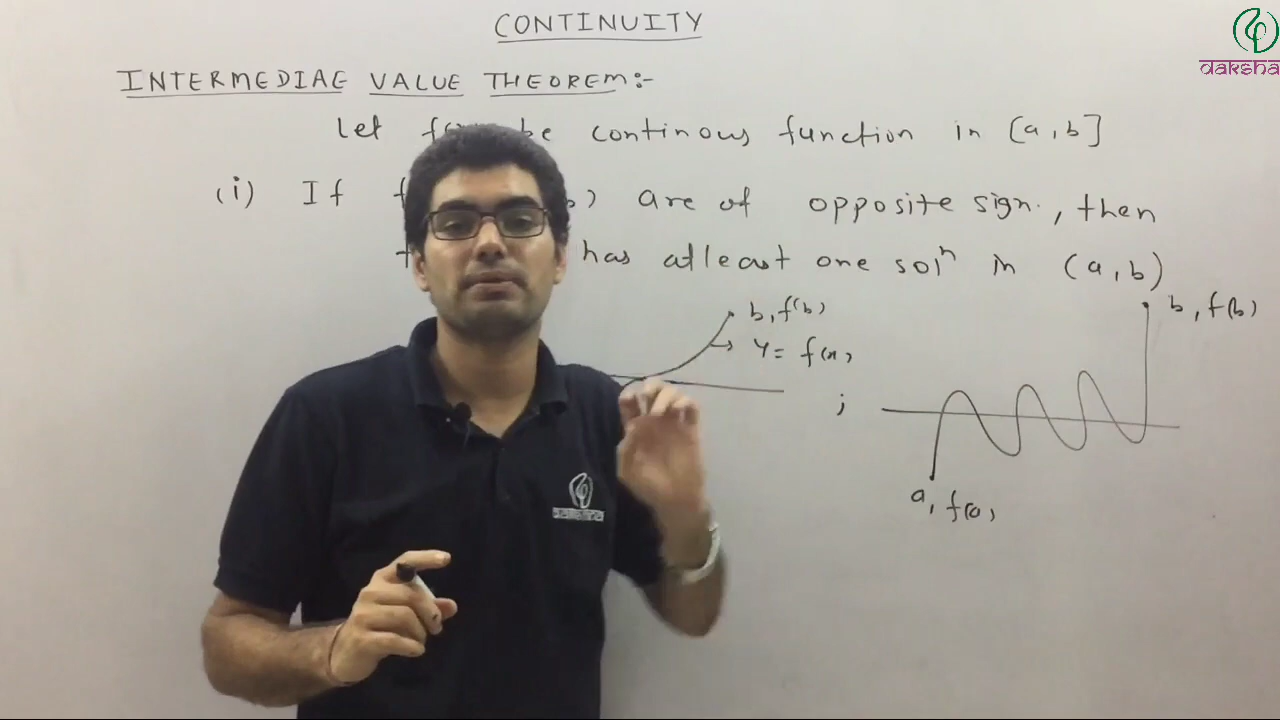 CONTINUITY
daksha
INTERMEDIAE VALUE THEOREM:-
Let be continous function in [a,b]
(i) If are of opposite sign., then
has atleast one solⁿ in (a,b)
b, f(b)
y = f(x)
;
b, f(b)
a, f(a)